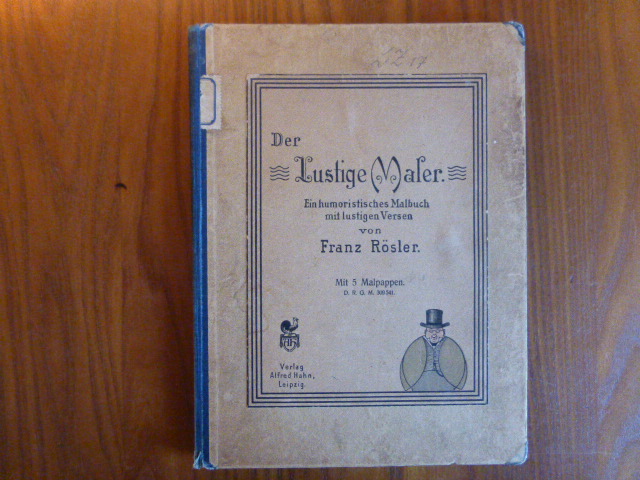 Der
Lustige Maler.
Ein humoristisches Malbuch
mit lustigen Versen
von
Franz Rösler.
Mit 5 Malpappen.
D. R. G. M.
Verlag
Alfred Hahn,
Leipzig.